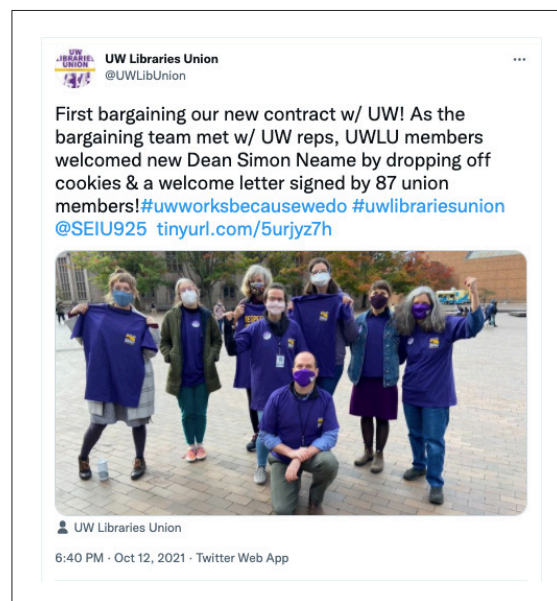 UW
LIBRARIES
UNION
UW Libraries Union
@UWLibUnion
First bargaining our new contract w/ UW! As the
bargaining team met w/ UW reps, UWLU members
welcomed new Dean Simon Neame by dropping off
cookies & a welcome letter signed by 87 union
members!#uwworksbecausewedo #uwlibrariesunion
@SEIU925 tinyurl.com/5urjyz7h
UW Libraries Union
6:40 PM · Oct 12, 2021 · Twitter Web App